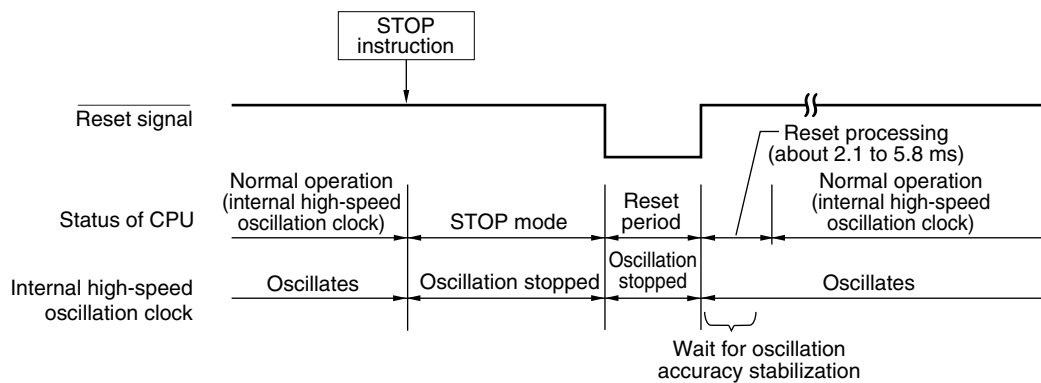 STOP
instruction
Reset signal
Reset processing
(about 2.1 to 5.8 ms)
Status of CPU
Normal operation
(internal high-speed
oscillation clock)
STOP mode
Reset
period
Normal operation
(internal high-speed
oscillation clock)
Internal high-speed
oscillation clock
Oscillates
Oscillation stopped
Oscillation
stopped
Oscillates
Wait for oscillation
accuracy stabilization